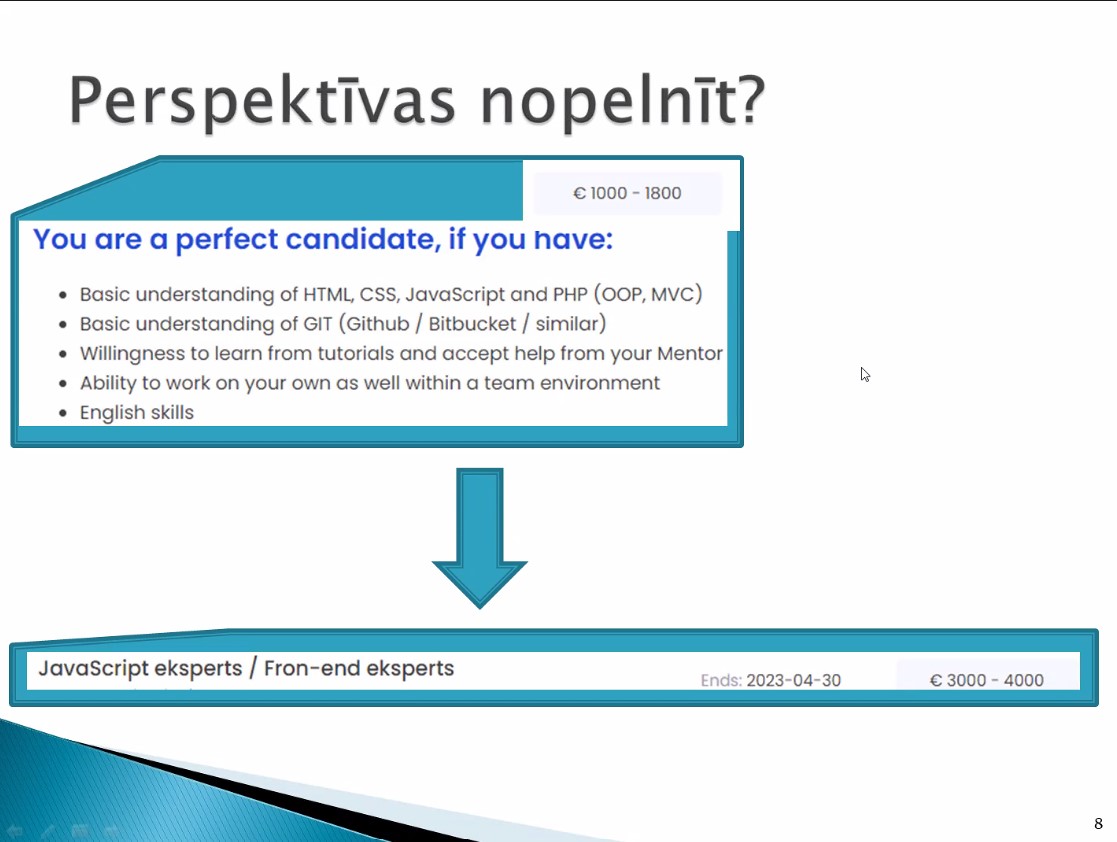 Perspektīvas nopelnīt?
€ 1000 - 1800
You are a perfect candidate, if you have:
• Basic understanding of HTML, CSS, JavaScript and PHP (OOP, MVC)
• Basic understanding of GIT (Github / Bitbucket / similar)
• Willingness to learn from tutorials and accept help from your Mentor
• Ability to work on your own as well within a team environment
• English skills
JavaScript eksperts / Fron-end eksperts
Ends: 2023-04-30
€ 3000 - 4000
8